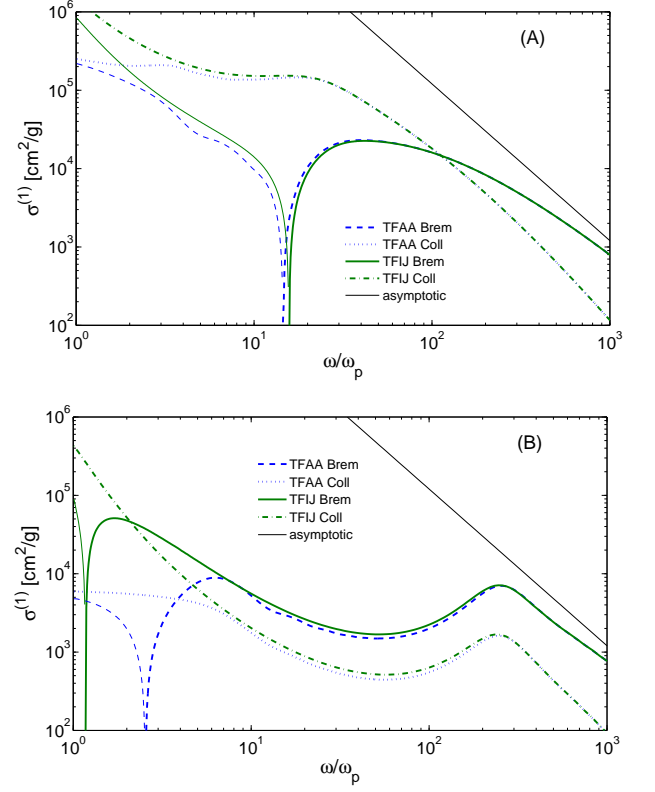 10^6
(A)
10^5
σ^(1) [cm^2/g]
10^4
TFAA Brem
TFAA Coll
10^3
TFIJ Brem
TFIJ Coll
asymptotic
10^2
10^0
10^1
10^2
10^3
ω/ω_p
10^6
(B)
TFAA Brem
TFAA Coll
10^5
TFIJ Brem
TFIJ Coll
asymptotic
σ^(1) [cm^2/g]
10^4
10^3
10^2
10^0
10^1
10^2
10^3
ω/ω_p